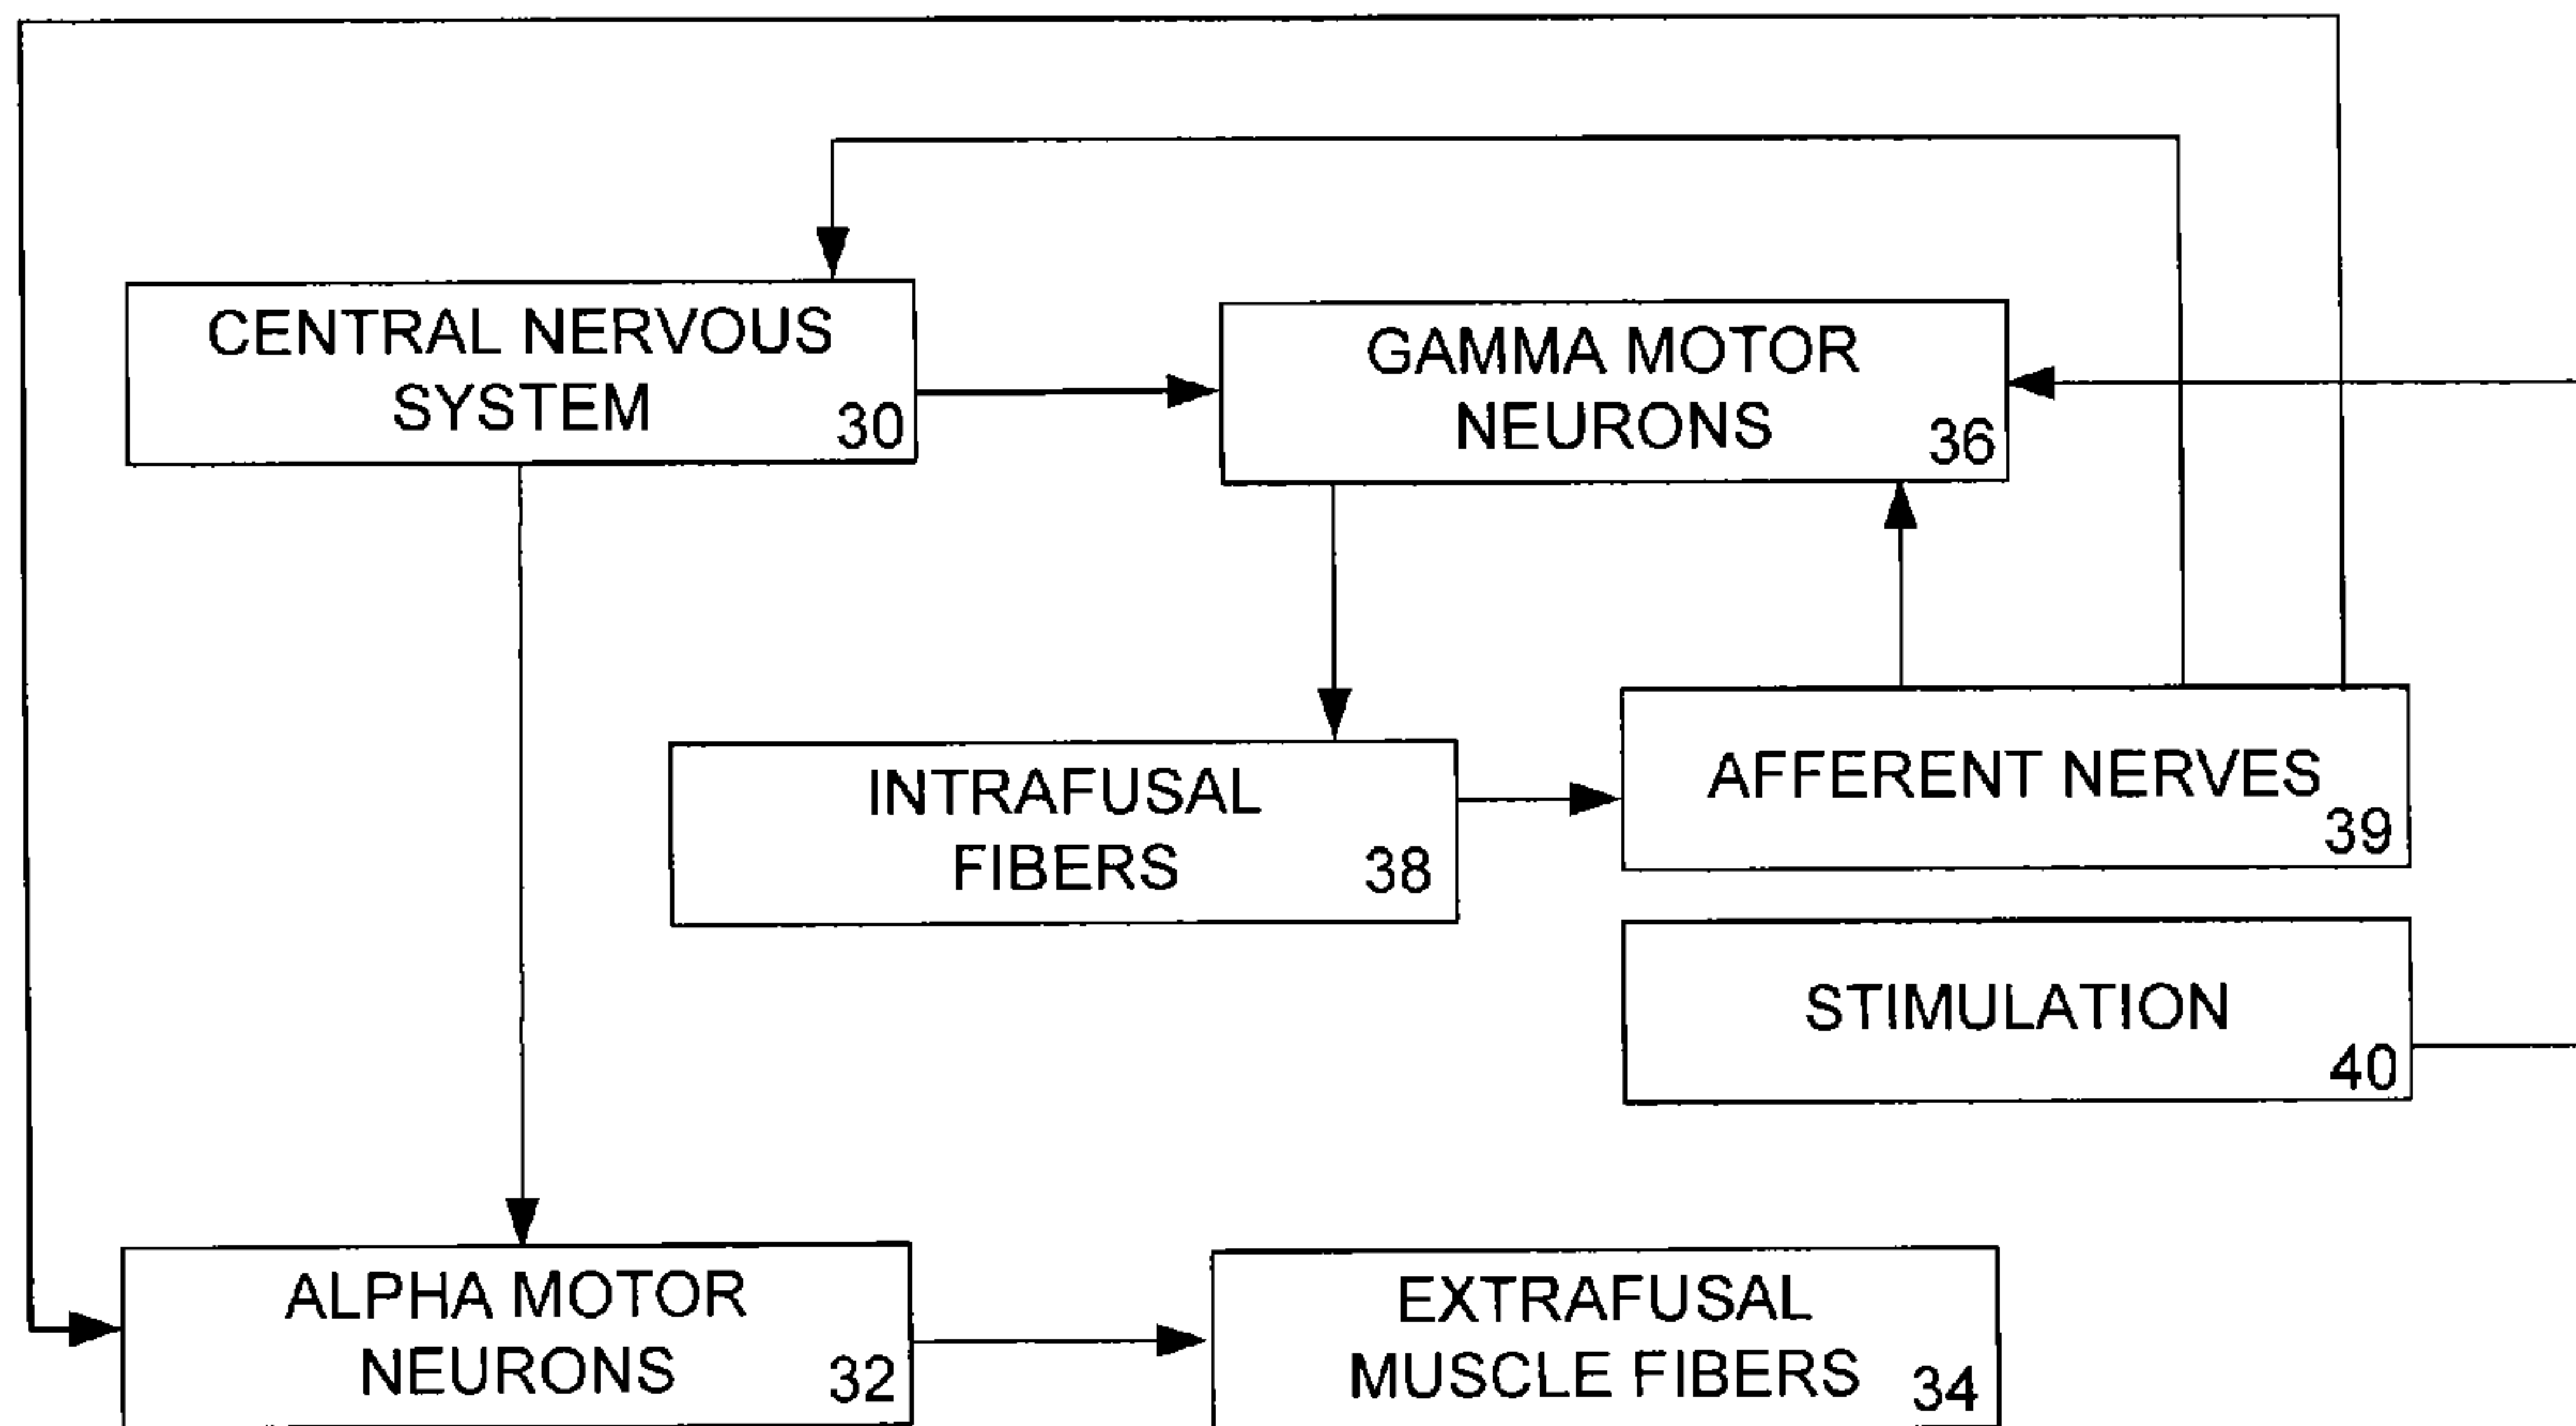 CENTRAL NERVOUS
SYSTEM
30
GAMMA MOTOR
NEURONS
36
INTRAFUSAL
FIBERS
38
AFFERENT NERVES
39
STIMULATION
40
ALPHA MOTOR
NEURONS
32
EXTRAFUSAL
MUSCLE FIBERS
34